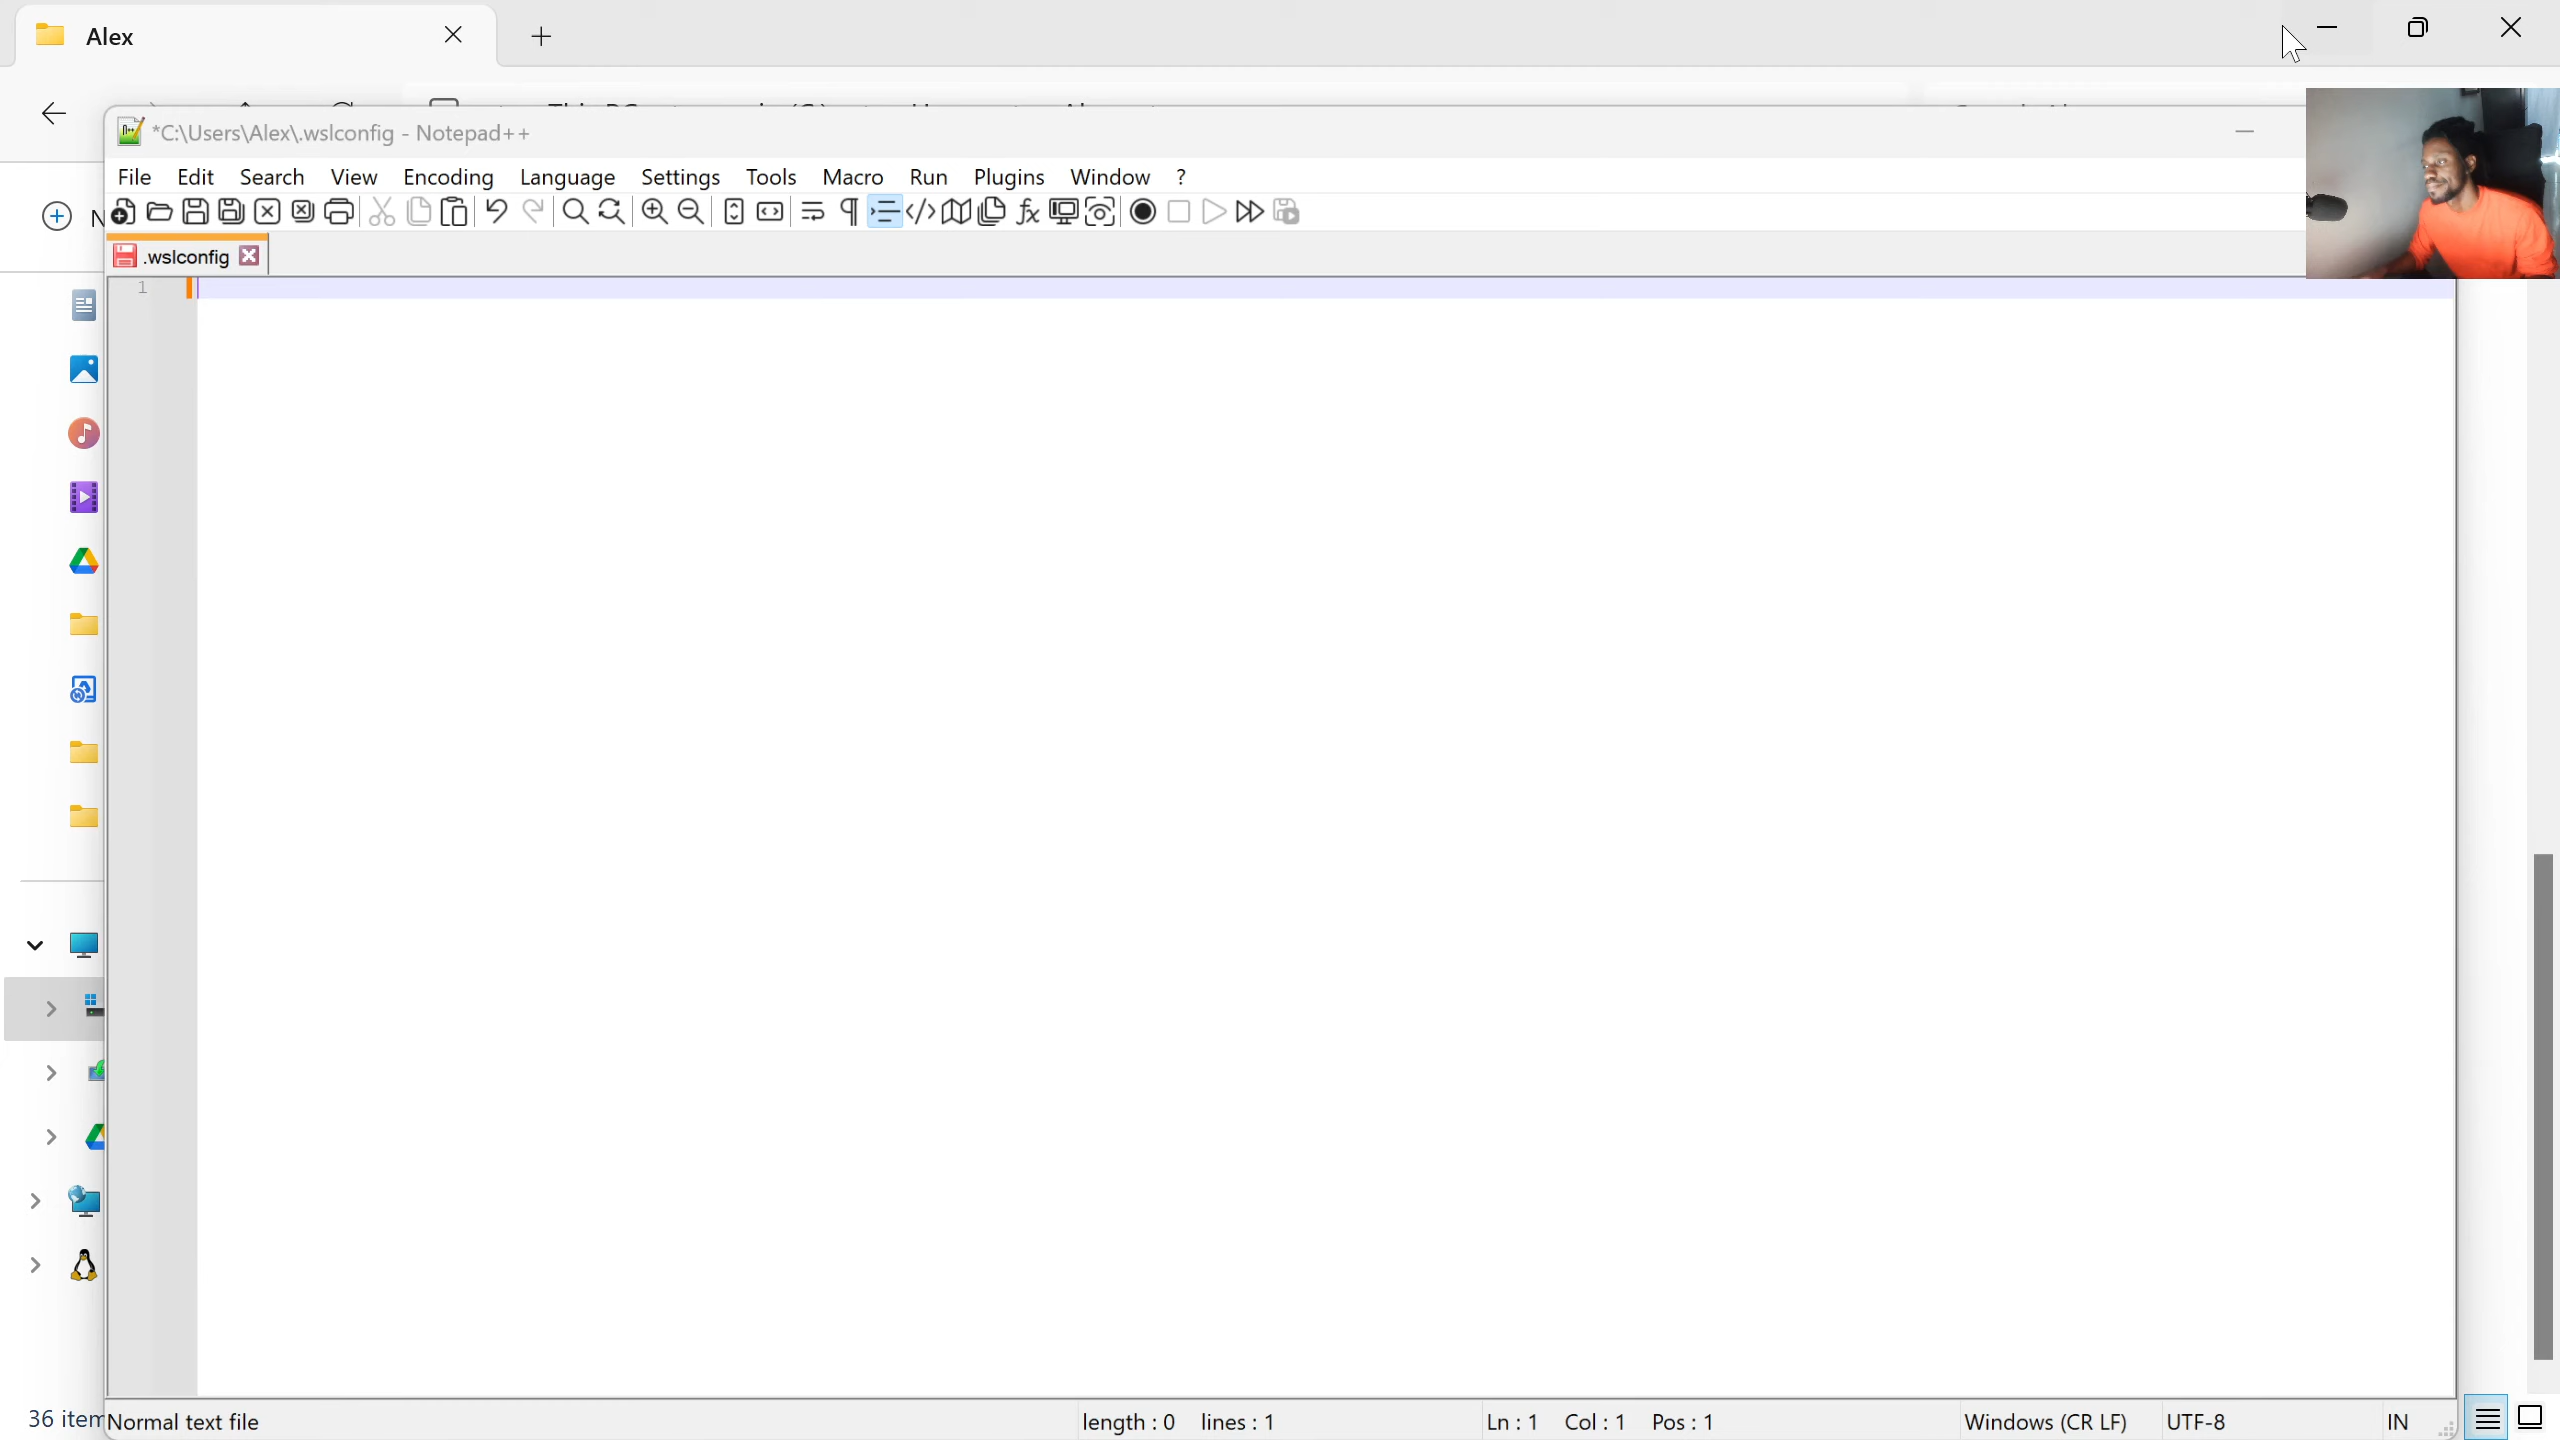 Alex
*C:\Users\Alex\.wslconfig - Notepad++
File Edit Search View Encoding Language Settings Tools Macro Run Plugins Window ?
.wslconfig
1
36 item
Normal text file
length : 0 lines : 1
Ln : 1 Col : 1 Pos : 1
Windows (CR LF)
UTF-8
IN